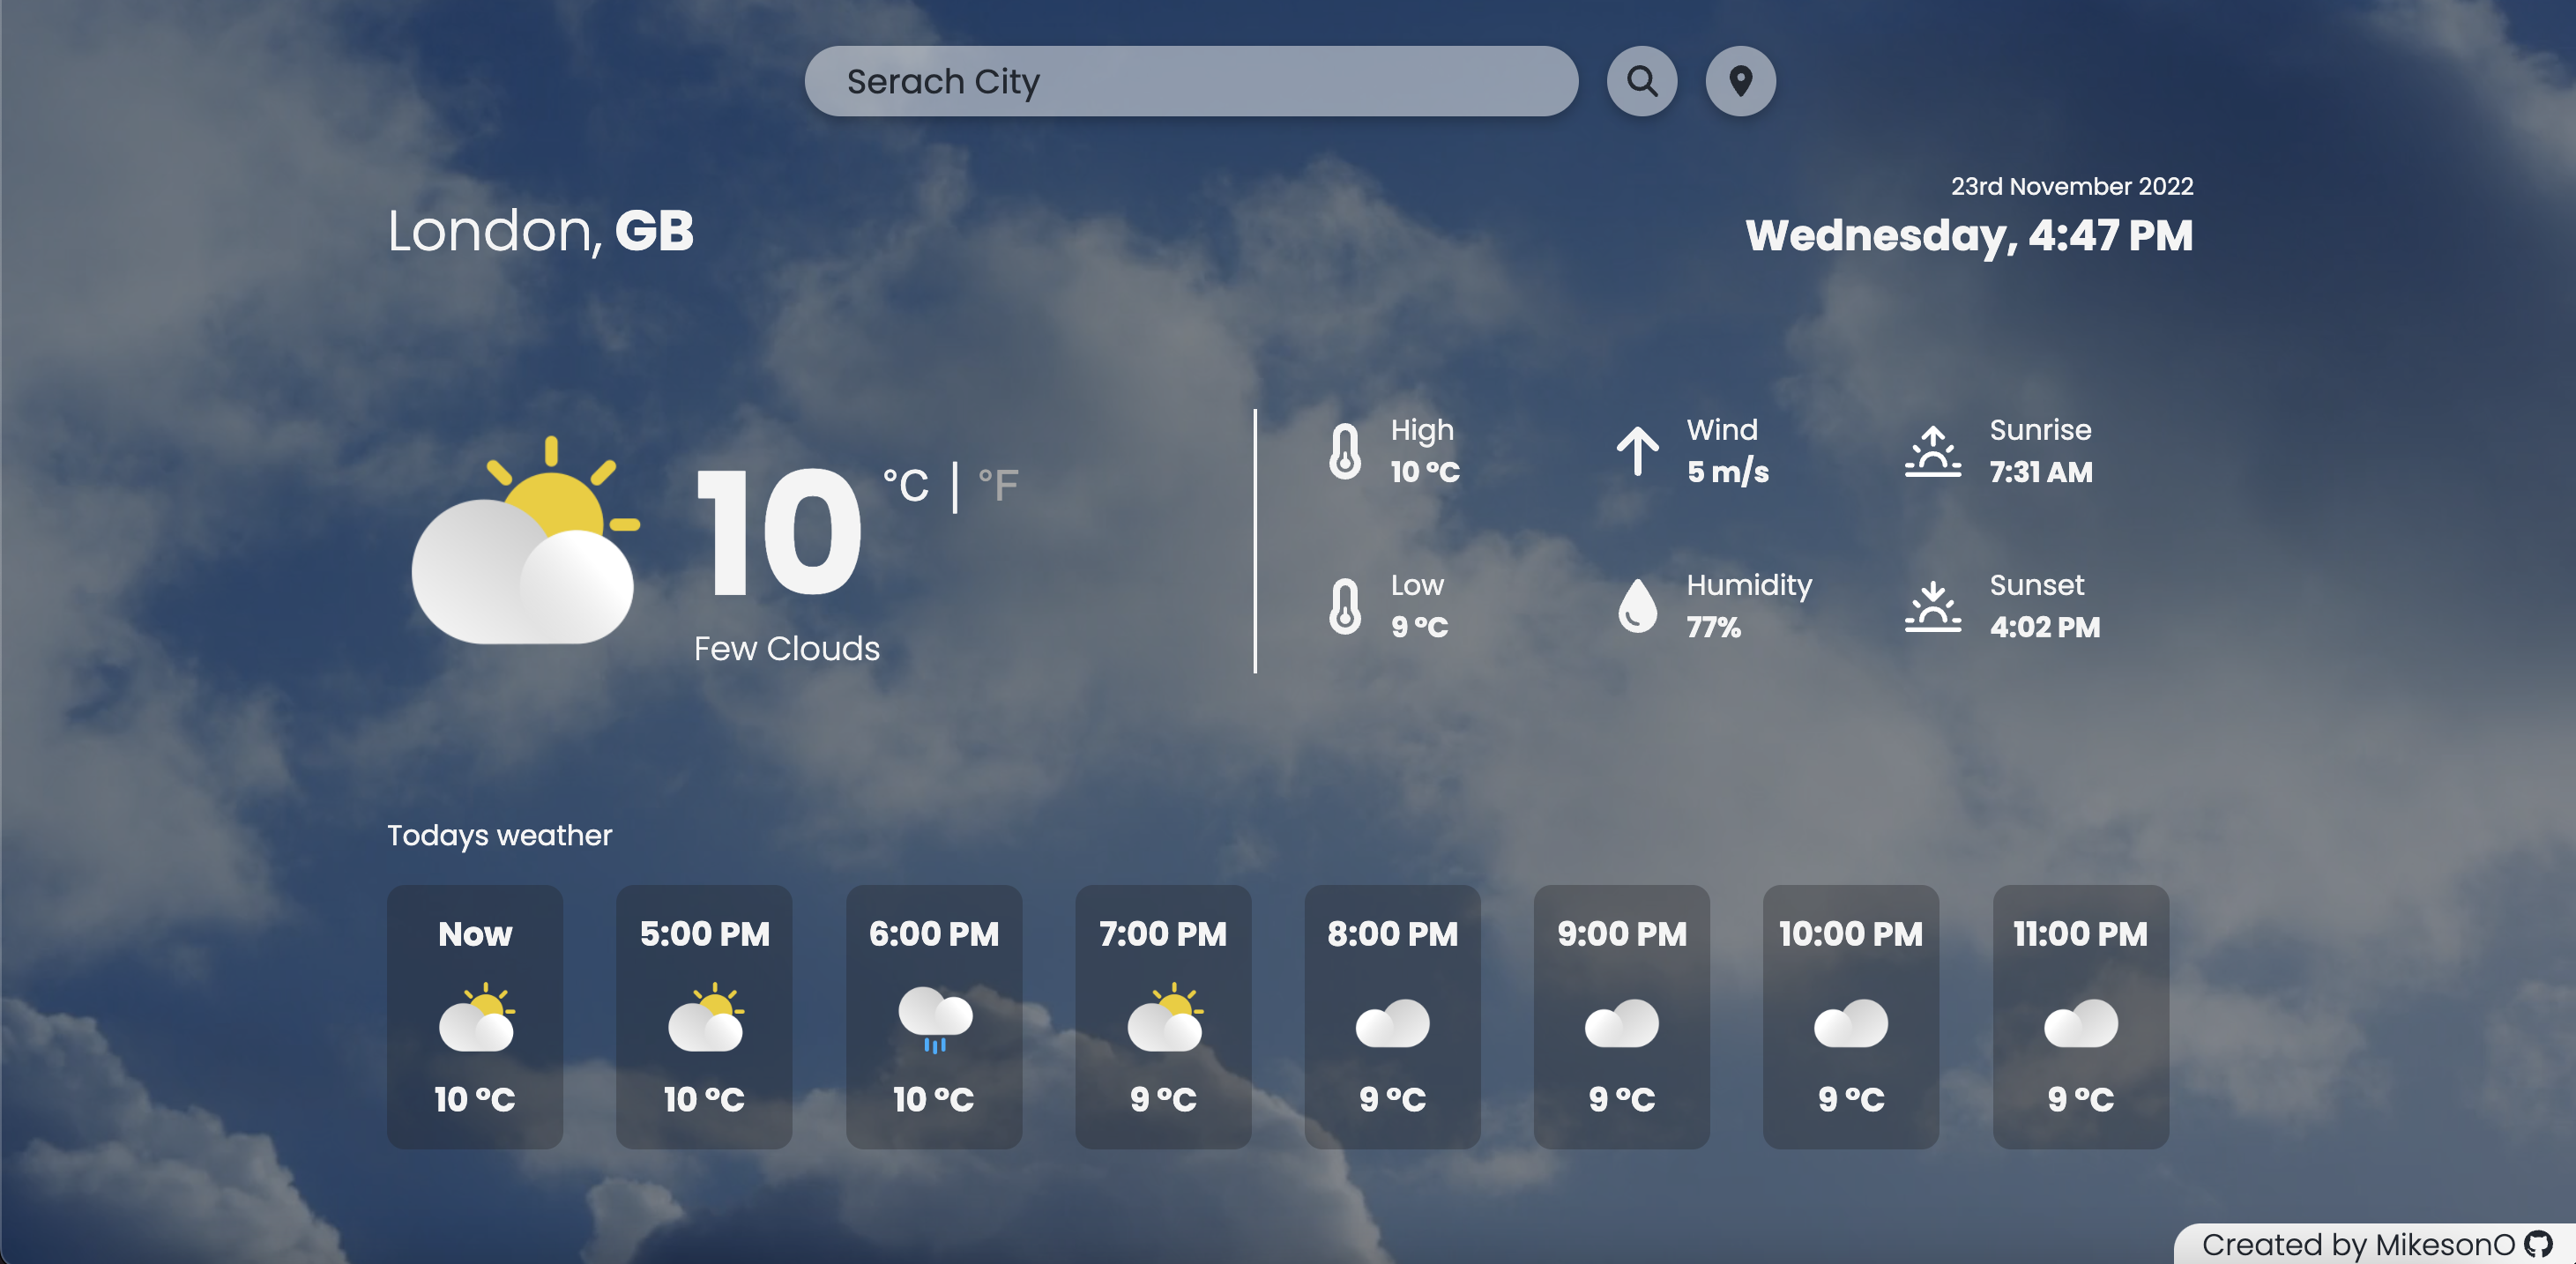 Serach City
London, GB
23rd November 2022
Wednesday, 4:47 PM
10 °C | °F
Few Clouds
High
10 °C
Wind
5 m/s
Sunrise
7:31 AM
Low
9 °C
Humidity
77%
Sunset
4:02 PM
Todays weather
Now
10 °C
5:00 PM
10 °C
6:00 PM
10 °C
7:00 PM
9 °C
8:00 PM
9 °C
9:00 PM
9 °C
10:00 PM
9 °C
11:00 PM
9 °C
Created by MikesonO